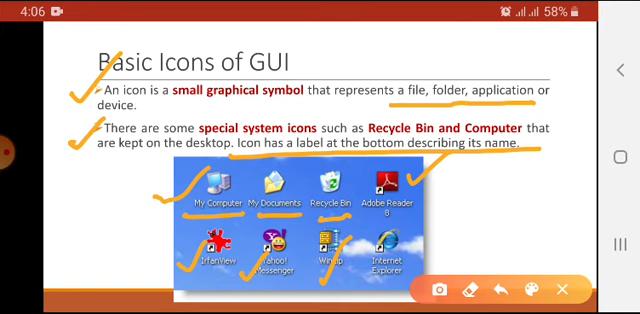 4:06
58%
Basic Icons of GUI
An icon is a small graphical symbol that represents a file, folder, application or
device.
There are some special system icons such as Recycle Bin and Computer that
are kept on the desktop. Icon has a label at the bottom describing its name.
My Computer My Documents Recycle Bin Adobe Reader
8
IrfanView Yahoo! WinZip Internet
Messenger Explorer